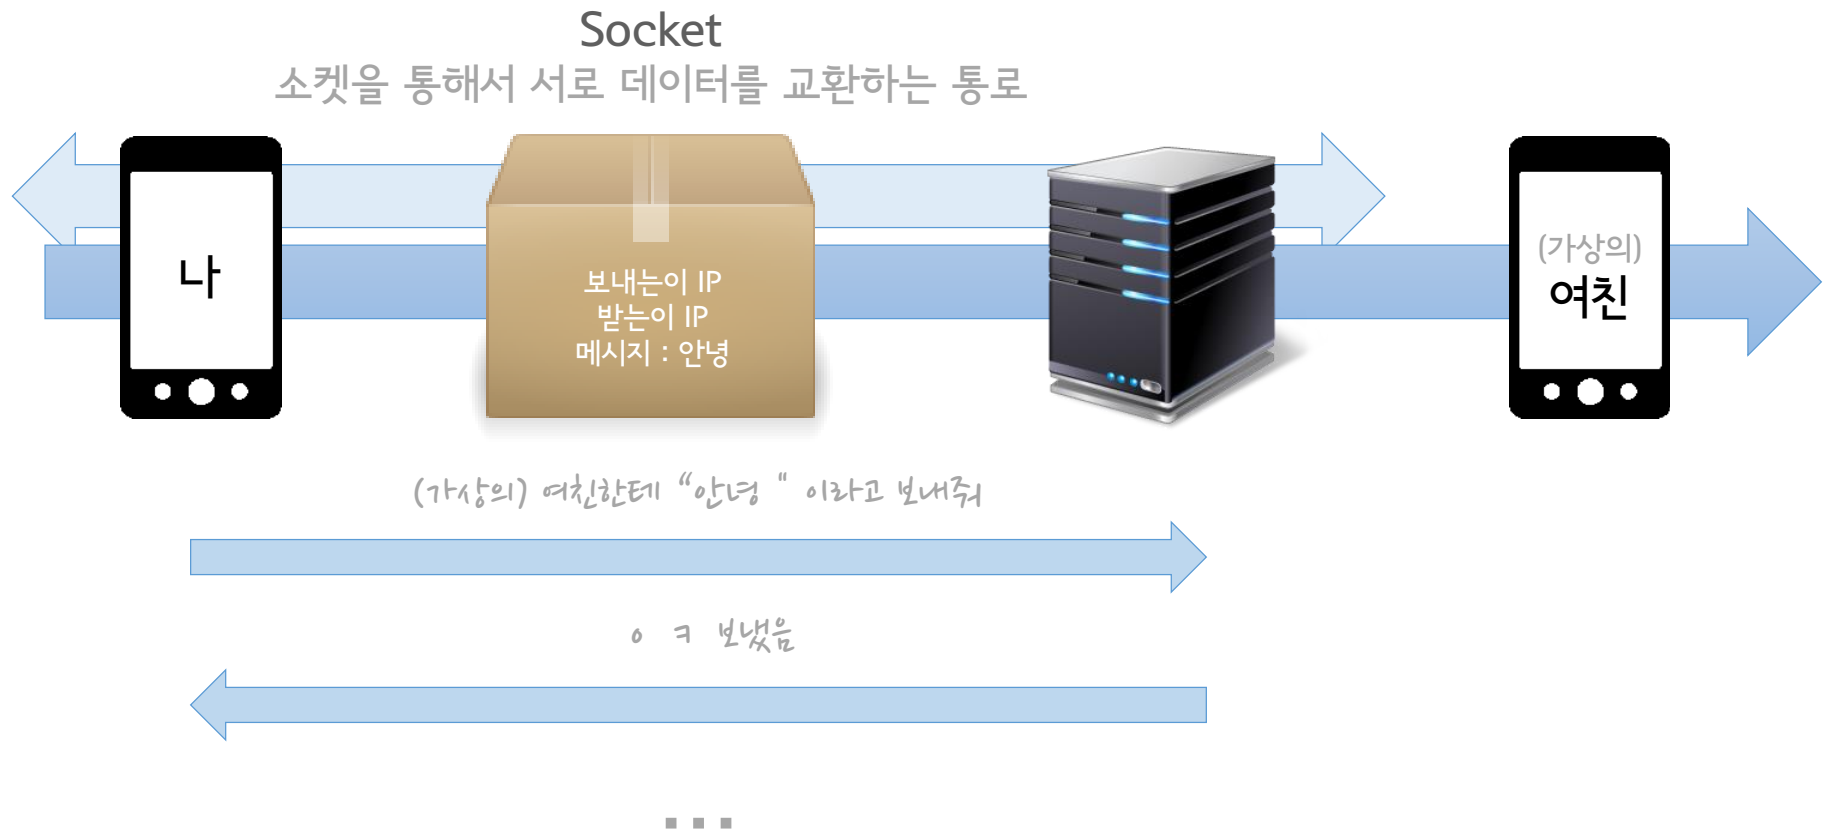 Socket
소켓을 통해서 서로 데이터를 교환하는 통로
나
보내는이 IP
받는이 IP
메시지 : 안녕
(가상의)
여친
(가상의) 여친한테 “안녕 " 이라고 보내줘
ㅇ ㅋ 보냈음
...